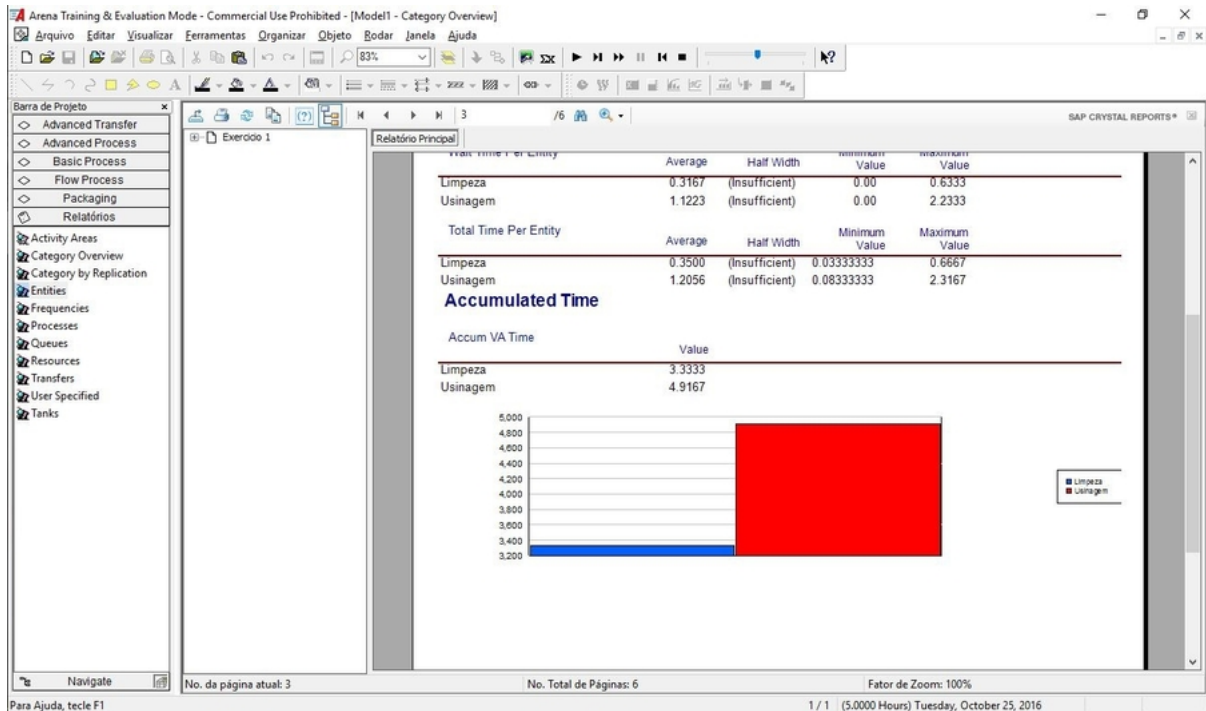 Arena Training & Evaluation Mode - Commercial Use Prohibited - [Model1 - Category Overview]
Arquivo Editar Visualizar Ferramentas Organizar Objeto Rodar Janela Ajuda
83%
Barra de Projeto
Advanced Transfer
Advanced Process
Basic Process
Flow Process
Packaging
Relatórios
Activity Areas
Category Overview
Category by Replication
Entities
Frequencies
Processes
Queues
Resources
Transfers
User Specified
Tanks
Navigate
3 /6 SAP CRYSTAL REPORTS®
Exercicio 1
Relatório Principal
Wait Time Per Entity Average Half Width Minimum Value Maximum Value
Limpeza 0.3167 (Insufficient) 0.00 0.6333
Usinagem 1.1223 (Insufficient) 0.00 2.2333
Total Time Per Entity Average Half Width Minimum Value Maximum Value
Limpeza 0.3500 (Insufficient) 0.03333333 0.6667
Usinagem 1.2056 (Insufficient) 0.08333333 2.3167
Accumulated Time
Accum VA Time Value
Limpeza 3.3333
Usinagem 4.9167
5,000
4,800
4,600
4,400
4,200
4,000
3,800
3,600
3,400
3,200
Limpeza
Usinagem
No. da página atual: 3 No. Total de Páginas: 6 Fator de Zoom: 100%
Para Ajuda, tecle F1 1 / 1 (5.0000 Hours) Tuesday, October 25, 2016